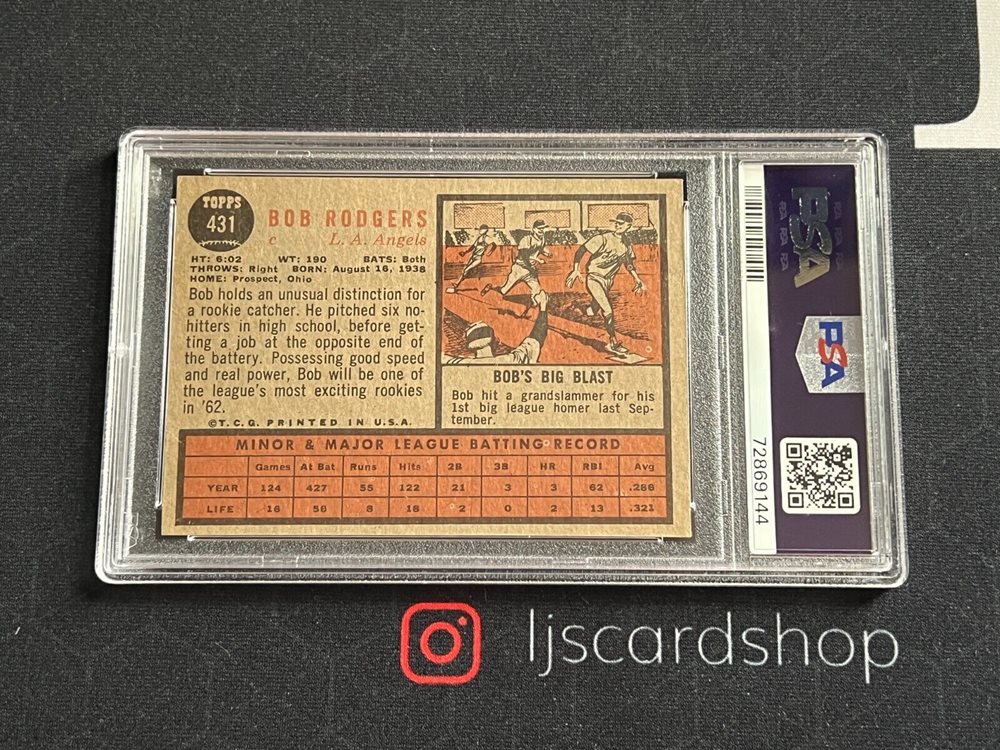 TOPPS
431
BOB RODGERS
c L. A. Angels
HT: 6:02 WT: 190 BATS: Both
THROWS: Right BORN: August 16, 1938
HOME: Prospect, Ohio
Bob holds an unusual distinction for
a rookie catcher. He pitched six no-
hitters in high school, before get-
ting a job at the opposite end of
the battery. Possessing good speed
and real power, Bob will be one of
the league's most exciting rookies
in '62.
©T.C.G. PRINTED IN U.S.A.
BOB'S BIG BLAST
Bob hit a grandslammer for his
1st big league homer last Sep-
tember.
MINOR & MAJOR LEAGUE BATTING RECORD
Games At Bat Runs Hits 2B 3B HR RBI Avg
YEAR 124 427 55 122 21 3 3 62 .286
LIFE 16 56 8 18 2 0 2 13 .321
PSA
PSA
PSA PSA PSA
72869144
ljscardshop